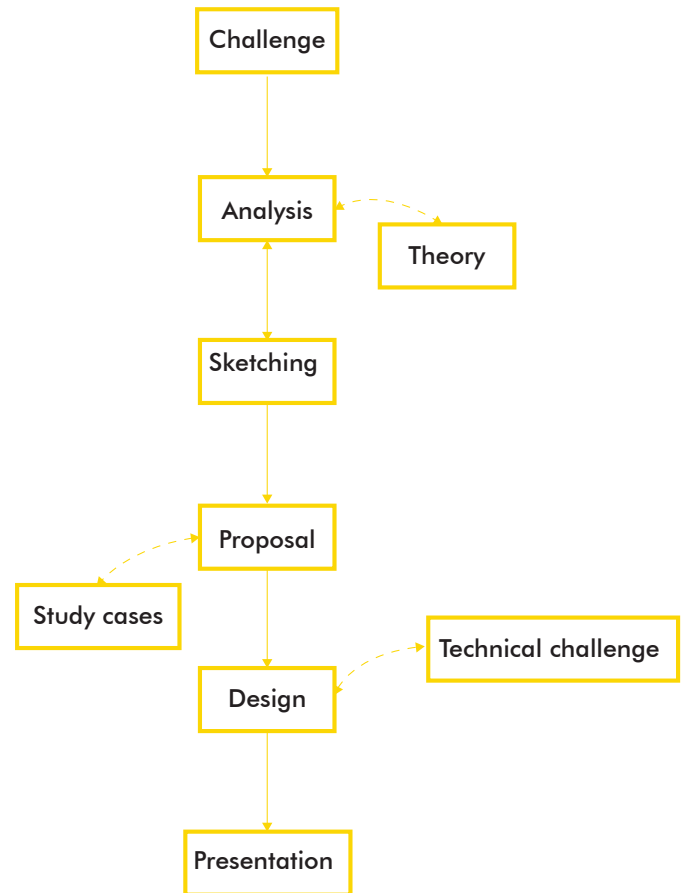 Challenge
Analysis
Theory
Sketching
Proposal
Study cases
Technical challenge
Design
Presentation